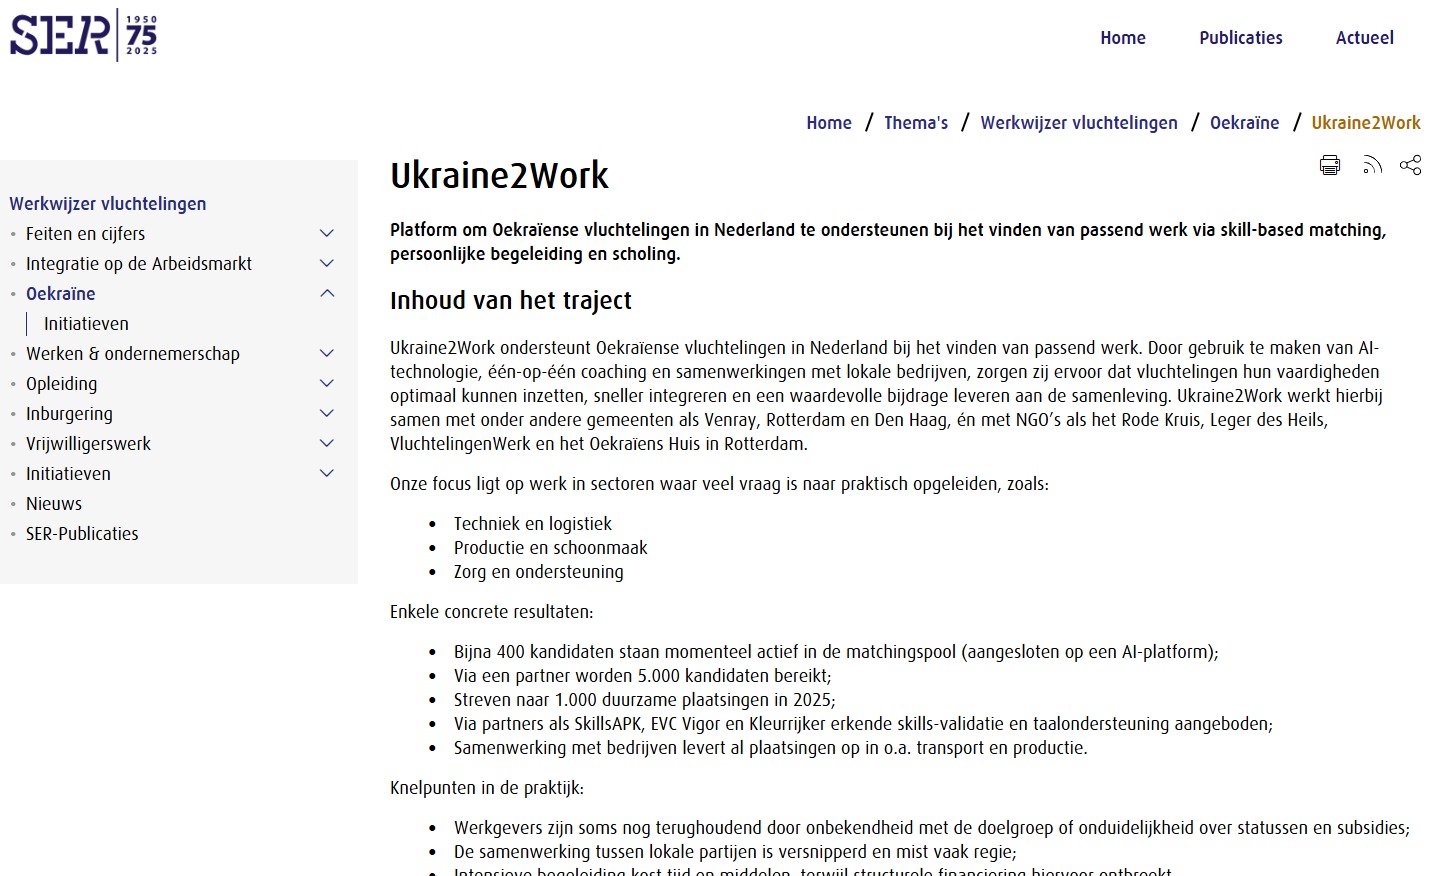 SER 1950 75 2025
Home Publicaties Actueel
Home / Thema's / Werkwijzer vluchtelingen / Oekraïne / Ukraine2Work
Werkwijzer vluchtelingen
• Feiten en cijfers
• Integratie op de Arbeidsmarkt
• Oekraïne
Initiatieven
• Werken & ondernemerschap
• Opleiding
• Inburgering
• Vrijwilligerswerk
• Initiatieven
• Nieuws
• SER-Publicaties
Ukraine2Work
Platform om Oekraïense vluchtelingen in Nederland te ondersteunen bij het vinden van passend werk via skill-based matching,
persoonlijke begeleiding en scholing.
Inhoud van het traject
Ukraine2Work ondersteunt Oekraïense vluchtelingen in Nederland bij het vinden van passend werk. Door gebruik te maken van AI-
technologie, één-op-één coaching en samenwerkingen met lokale bedrijven, zorgen zij ervoor dat vluchtelingen hun vaardigheden
optimaal kunnen inzetten, sneller integreren en een waardevolle bijdrage leveren aan de samenleving. Ukraine2Work werkt hierbij
samen met onder andere gemeenten als Venray, Rotterdam en Den Haag, én met NGO’s als het Rode Kruis, Leger des Heils,
VluchtelingenWerk en het Oekraïens Huis in Rotterdam.
Onze focus ligt op werk in sectoren waar veel vraag is naar praktisch opgeleiden, zoals:
• Techniek en logistiek
• Productie en schoonmaak
• Zorg en ondersteuning
Enkele concrete resultaten:
• Bijna 400 kandidaten staan momenteel actief in de matchingspool (aangesloten op een AI-platform);
• Via een partner worden 5.000 kandidaten bereikt;
• Streven naar 1.000 duurzame plaatsingen in 2025;
• Via partners als SkillsAPK, EVC Vigor en Kleurrijker erkende skills-validatie en taalondersteuning aangeboden;
• Samenwerking met bedrijven levert al plaatsingen op in o.a. transport en productie.
Knelpunten in de praktijk:
• Werkgevers zijn soms nog terughoudend door onbekendheid met de doelgroep of onduidelijkheid over statussen en subsidies;
• De samenwerking tussen lokale partijen is versnipperd en mist vaak regie;
• Intensieve begeleiding kost tijd en middelen, terwijl structurele financiering hiervoor ontbreekt